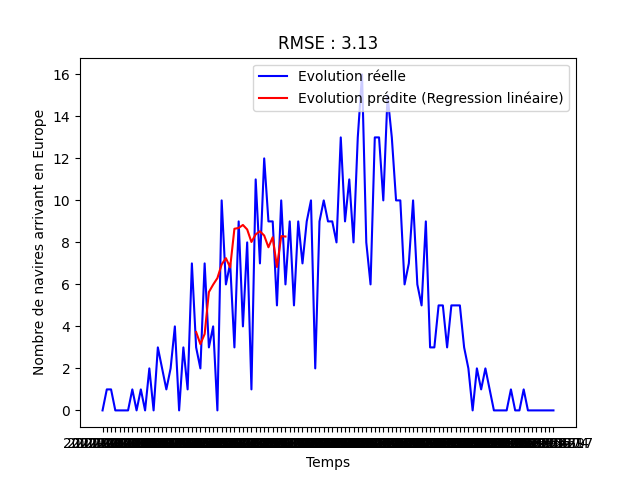 RMSE : 3.13
Evolution réelle
Evolution prédite (Regression linéaire)
Nombre de navires arrivant en Europe
16
14
12
10
8
6
4
2
0
Temps